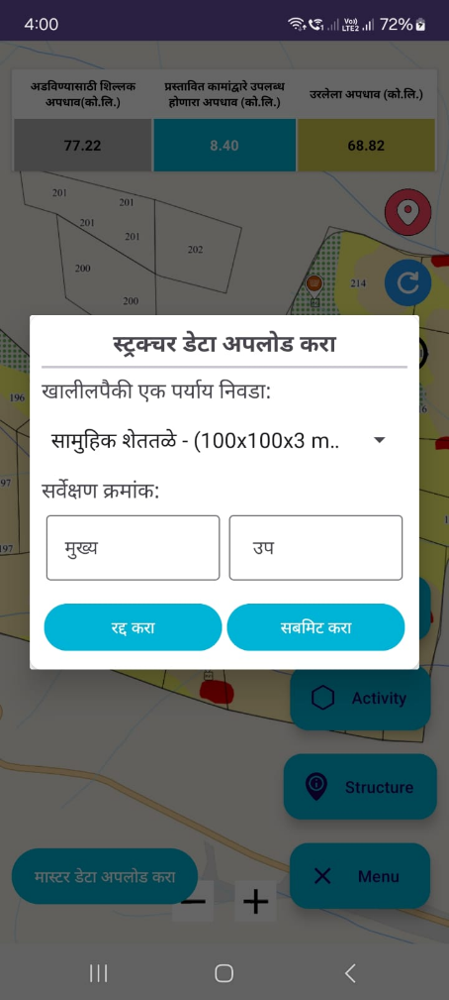 4:00
Vo))
LTE2
72%
अडविण्यासाठी शिल्लक
अपधाव(को.लि.)
प्रस्तावित कामांद्वारे उपलब्ध
होणारा अपधाव (को.लि.)
उरलेला अपधाव (को.लि.)
77.22
8.40
68.82
201
201
201
201
202
200
200
214
स्ट्रक्चर डेटा अपलोड करा
खालीलपैकी एक पर्याय निवडा:
196
सामुहिक शेततळे - (100x100x3 m..
सर्वेक्षण क्रमांक:
97
197
मुख्य
उप
रद्द करा
सबमिट करा
Activity
Structure
मास्टर डेटा अपलोड करा
Menu